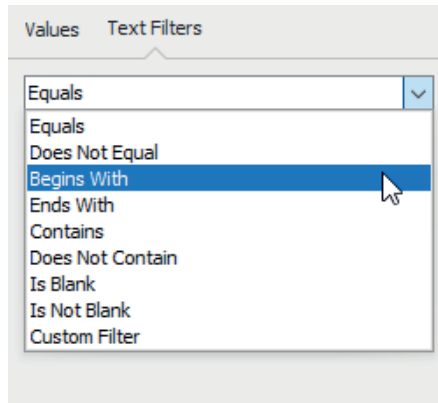 Values Text Filters
Equals
Equals
Does Not Equal
Begins With
Ends With
Contains
Does Not Contain
Is Blank
Is Not Blank
Custom Filter